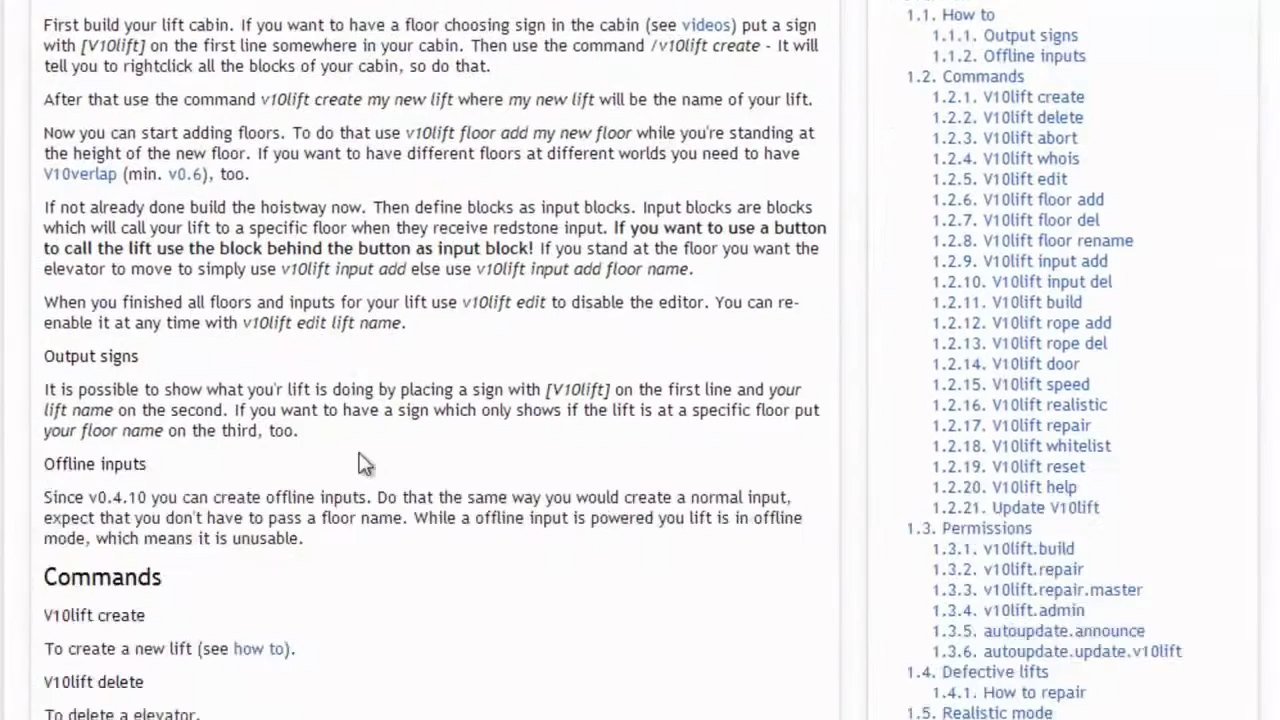 First build your lift cabin. If you want to have a floor choosing sign in the cabin (see videos) put a sign
with [V10lift] on the first line somewhere in your cabin. Then use the command /v10lift create - It will
tell you to rightclick all the blocks of your cabin, so do that.
After that use the command v10lift create my new lift where my new lift will be the name of your lift.
Now you can start adding floors. To do that use v10lift floor add my new floor while you're standing at
the height of the new floor. If you want to have different floors at different worlds you need to have
V10verlap (min. v0.6), too.
If not already done build the hoistway now. Then define blocks as input blocks. Input blocks are blocks
which will call your lift to a specific floor when they receive redstone input. If you want to use a button
to call the lift use the block behind the button as input block! If you stand at the floor you want the
elevator to move to simply use v10lift input add else use v10lift input add floor name.
When you finished all floors and inputs for your lift use v10lift edit to disable the editor. You can re-
enable it at any time with v10lift edit lift name.
Output signs
It is possible to show what you'r lift is doing by placing a sign with [V10lift] on the first line and your
lift name on the second. If you want to have a sign which only shows if the lift is at a specific floor put
your floor name on the third, too.
Offline inputs
Since v0.4.10 you can create offline inputs. Do that the same way you would create a normal input,
expect that you don't have to pass a floor name. While a offline input is powered you lift is in offline
mode, which means it is unusable.
Commands
V10lift create
To create a new lift (see how to).
V10lift delete
To delete a elevator.
1.1. How to
1.1.1. Output signs
1.1.2. Offline inputs
1.2. Commands
1.2.1. V10lift create
1.2.2. V10lift delete
1.2.3. V10lift abort
1.2.4. V10lift whois
1.2.5. V10lift edit
1.2.6. V10lift floor add
1.2.7. V10lift floor del
1.2.8. V10lift floor rename
1.2.9. V10lift input add
1.2.10. V10lift input del
1.2.11. V10lift build
1.2.12. V10lift rope add
1.2.13. V10lift rope del
1.2.14. V10lift door
1.2.15. V10lift speed
1.2.16. V10lift realistic
1.2.17. V10lift repair
1.2.18. V10lift whitelist
1.2.19. V10lift reset
1.2.20. V10lift help
1.2.21. Update V10lift
1.3. Permissions
1.3.1. v10lift.build
1.3.2. v10lift.repair
1.3.3. v10lift.repair.master
1.3.4. v10lift.admin
1.3.5. autoupdate.announce
1.3.6. autoupdate.update.v10lift
1.4. Defective lifts
1.4.1. How to repair
1.5. Realistic mode